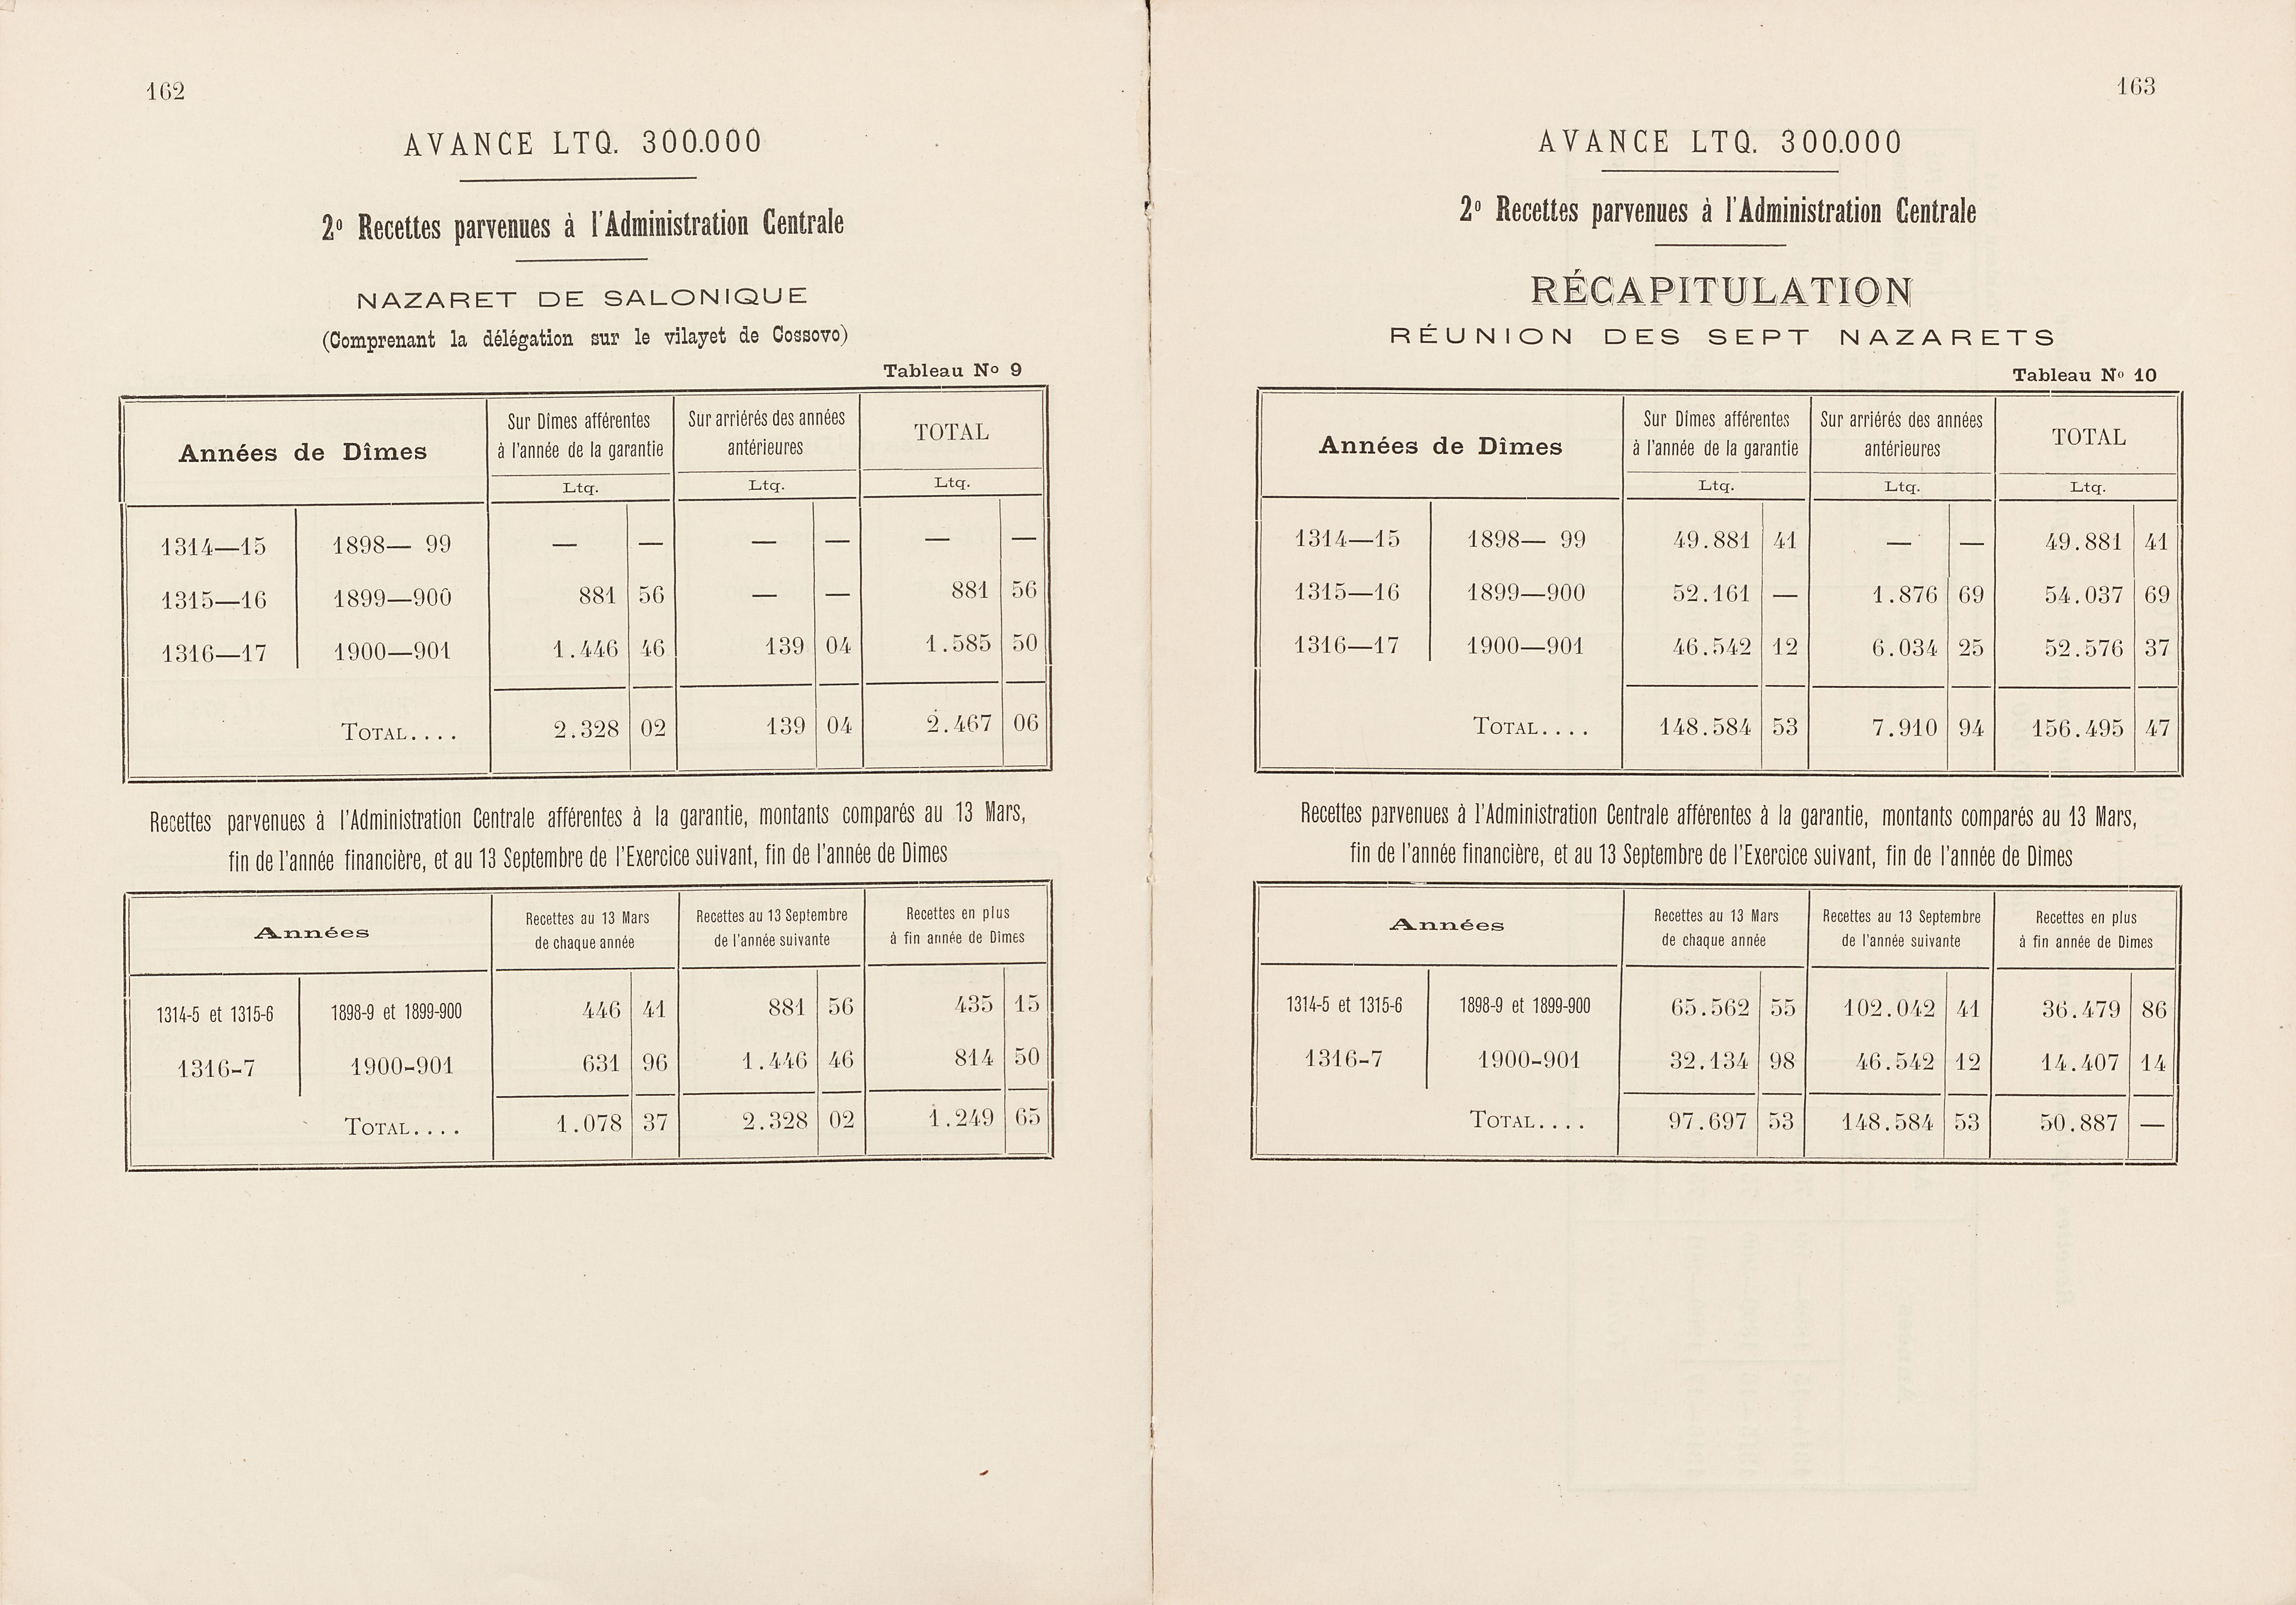 162
AVANCE LTQ. 300.000
2º Recettes parvenues à l'Administration Centrale
NAZARET DE SALONIQUE
(Comprenant la délégation sur le vilayet de Cossovo)
Tableau Nº 9
Années de Dîmes | Sur Dîmes afférentes à l'année de la garantie | Sur arriérés des années antérieures | TOTAL
Ltq. | Ltq. | Ltq.
1314—15 | 1898— 99 | — | — | — | — | — | —
1315—16 | 1899—900 | 881 | 56 | — | — | 881 | 56
1316—17 | 1900—901 | 1.446 | 46 | 139 | 04 | 1.585 | 50
TOTAL.... | 2.328 | 02 | 139 | 04 | 2.467 | 06
Recettes parvenues à l'Administration Centrale afférentes à la garantie, montants comparés au 13 Mars,
fin de l'année financière, et au 13 Septembre de l'Exercice suivant, fin de l'année de Dîmes
Années | Recettes au 13 Mars de chaque année | Recettes au 13 Septembre de l'année suivante | Recettes en plus à fin année de Dîmes
1314-5 et 1315-6 | 1898-9 et 1899-900 | 446 | 41 | 881 | 56 | 435 | 15
1316-7 | 1900-901 | 631 | 96 | 1.446 | 46 | 814 | 50
TOTAL.... | 1.078 | 37 | 2.328 | 02 | 1.249 | 65
163
AVANCE LTQ. 300.000
2º Recettes parvenues à l'Administration Centrale
RÉCAPITULATION
RÉUNION DES SEPT NAZARETS
Tableau Nº 10
Années de Dîmes | Sur Dîmes afférentes à l'année de la garantie | Sur arriérés des années antérieures | TOTAL
Ltq. | Ltq. | Ltq.
1314—15 | 1898— 99 | 49.881 | 41 | — | — | 49.881 | 41
1315—16 | 1899—900 | 52.161 | — | 1.876 | 69 | 54.037 | 69
1316—17 | 1900—901 | 46.542 | 12 | 6.034 | 25 | 52.576 | 37
TOTAL.... | 148.584 | 53 | 7.910 | 94 | 156.495 | 47
Recettes parvenues à l'Administration Centrale afférentes à la garantie, montants comparés au 13 Mars,
fin de l'année financière, et au 13 Septembre de l'Exercice suivant, fin de l'année de Dîmes
Années | Recettes au 13 Mars de chaque année | Recettes au 13 Septembre de l'année suivante | Recettes en plus à fin année de Dîmes
1314-5 et 1315-6 | 1898-9 et 1899-900 | 65.562 | 55 | 102.042 | 41 | 36.479 | 86
1316-7 | 1900-901 | 32.134 | 98 | 46.542 | 12 | 14.407 | 14
TOTAL.... | 97.697 | 53 | 148.584 | 53 | 50.887 | —